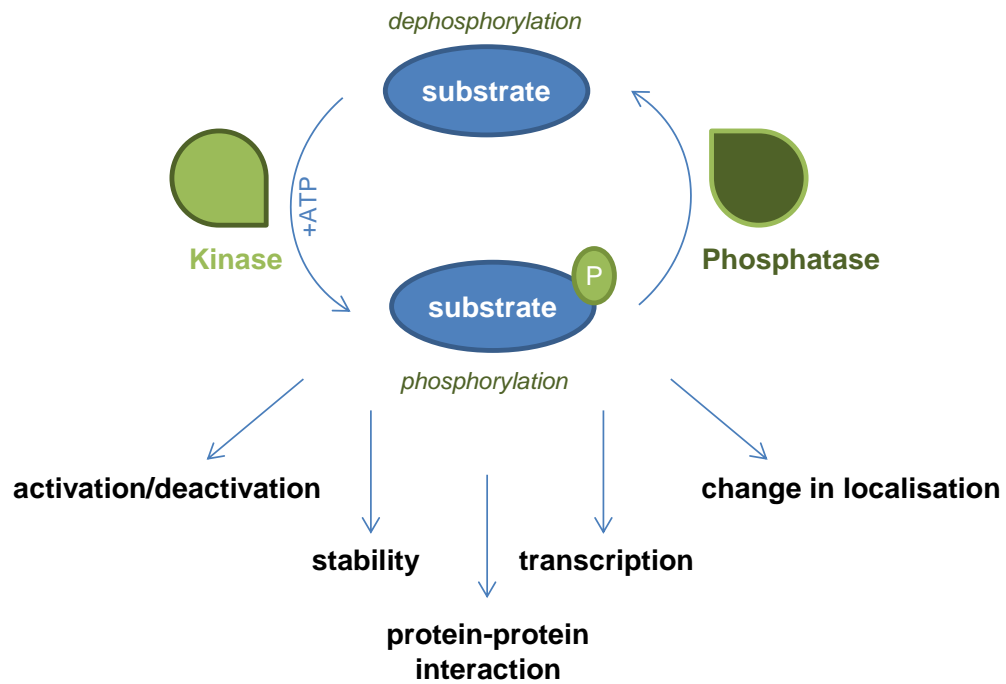 dephosphorylation
substrate
+ATP
Kinase
Phosphatase
P
substrate
phosphorylation
activation/deactivation
change in localisation
stability
transcription
protein-protein
interaction